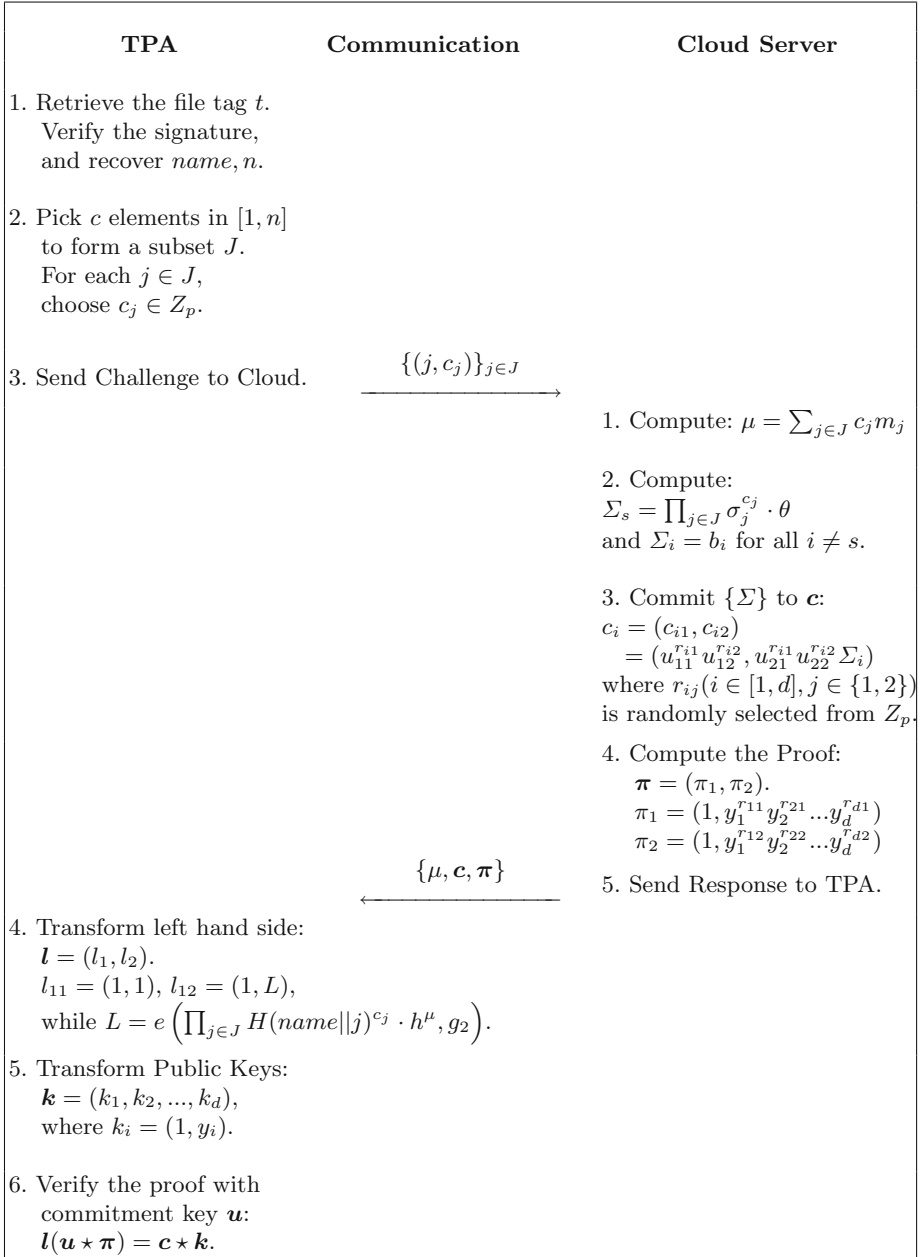 TPA Communication Cloud Server
1. Retrieve the file tag t.
Verify the signature,
and recover name, n.
2. Pick c elements in [1, n]
to form a subset J.
For each j ∈ J,
choose c_j ∈ Z_p.
3. Send Challenge to Cloud.
{(j, c_j)}_{j∈J}
1. Compute: μ = ∑_{j∈J} c_j m_j
2. Compute:
Σ_s = ∏_{j∈J} σ_j^{c_j} · θ
and Σ_i = b_i for all i ≠ s.
3. Commit {Σ} to c:
c_i = (c_{i1}, c_{i2})
= (u_{11}^{r_{i1}} u_{12}^{r_{i2}}, u_{21}^{r_{i1}} u_{22}^{r_{i2}} Σ_i)
where r_{ij}(i ∈ [1, d], j ∈ {1, 2})
is randomly selected from Z_p.
4. Compute the Proof:
π = (π_1, π_2).
π_1 = (1, y_1^{r_{11}} y_2^{r_{21}}...y_d^{r_{d1}})
π_2 = (1, y_1^{r_{12}} y_2^{r_{22}}...y_d^{r_{d2}})
{μ, c, π}
5. Send Response to TPA.
4. Transform left hand side:
l = (l_1, l_2).
l_{11} = (1, 1), l_{12} = (1, L),
while L = e(∏_{j∈J} H(name||j)^{c_j} · h^μ, g_2).
5. Transform Public Keys:
k = (k_1, k_2, ..., k_d),
where k_i = (1, y_i).
6. Verify the proof with
commitment key u:
l(u ⋆ π) = c ⋆ k.